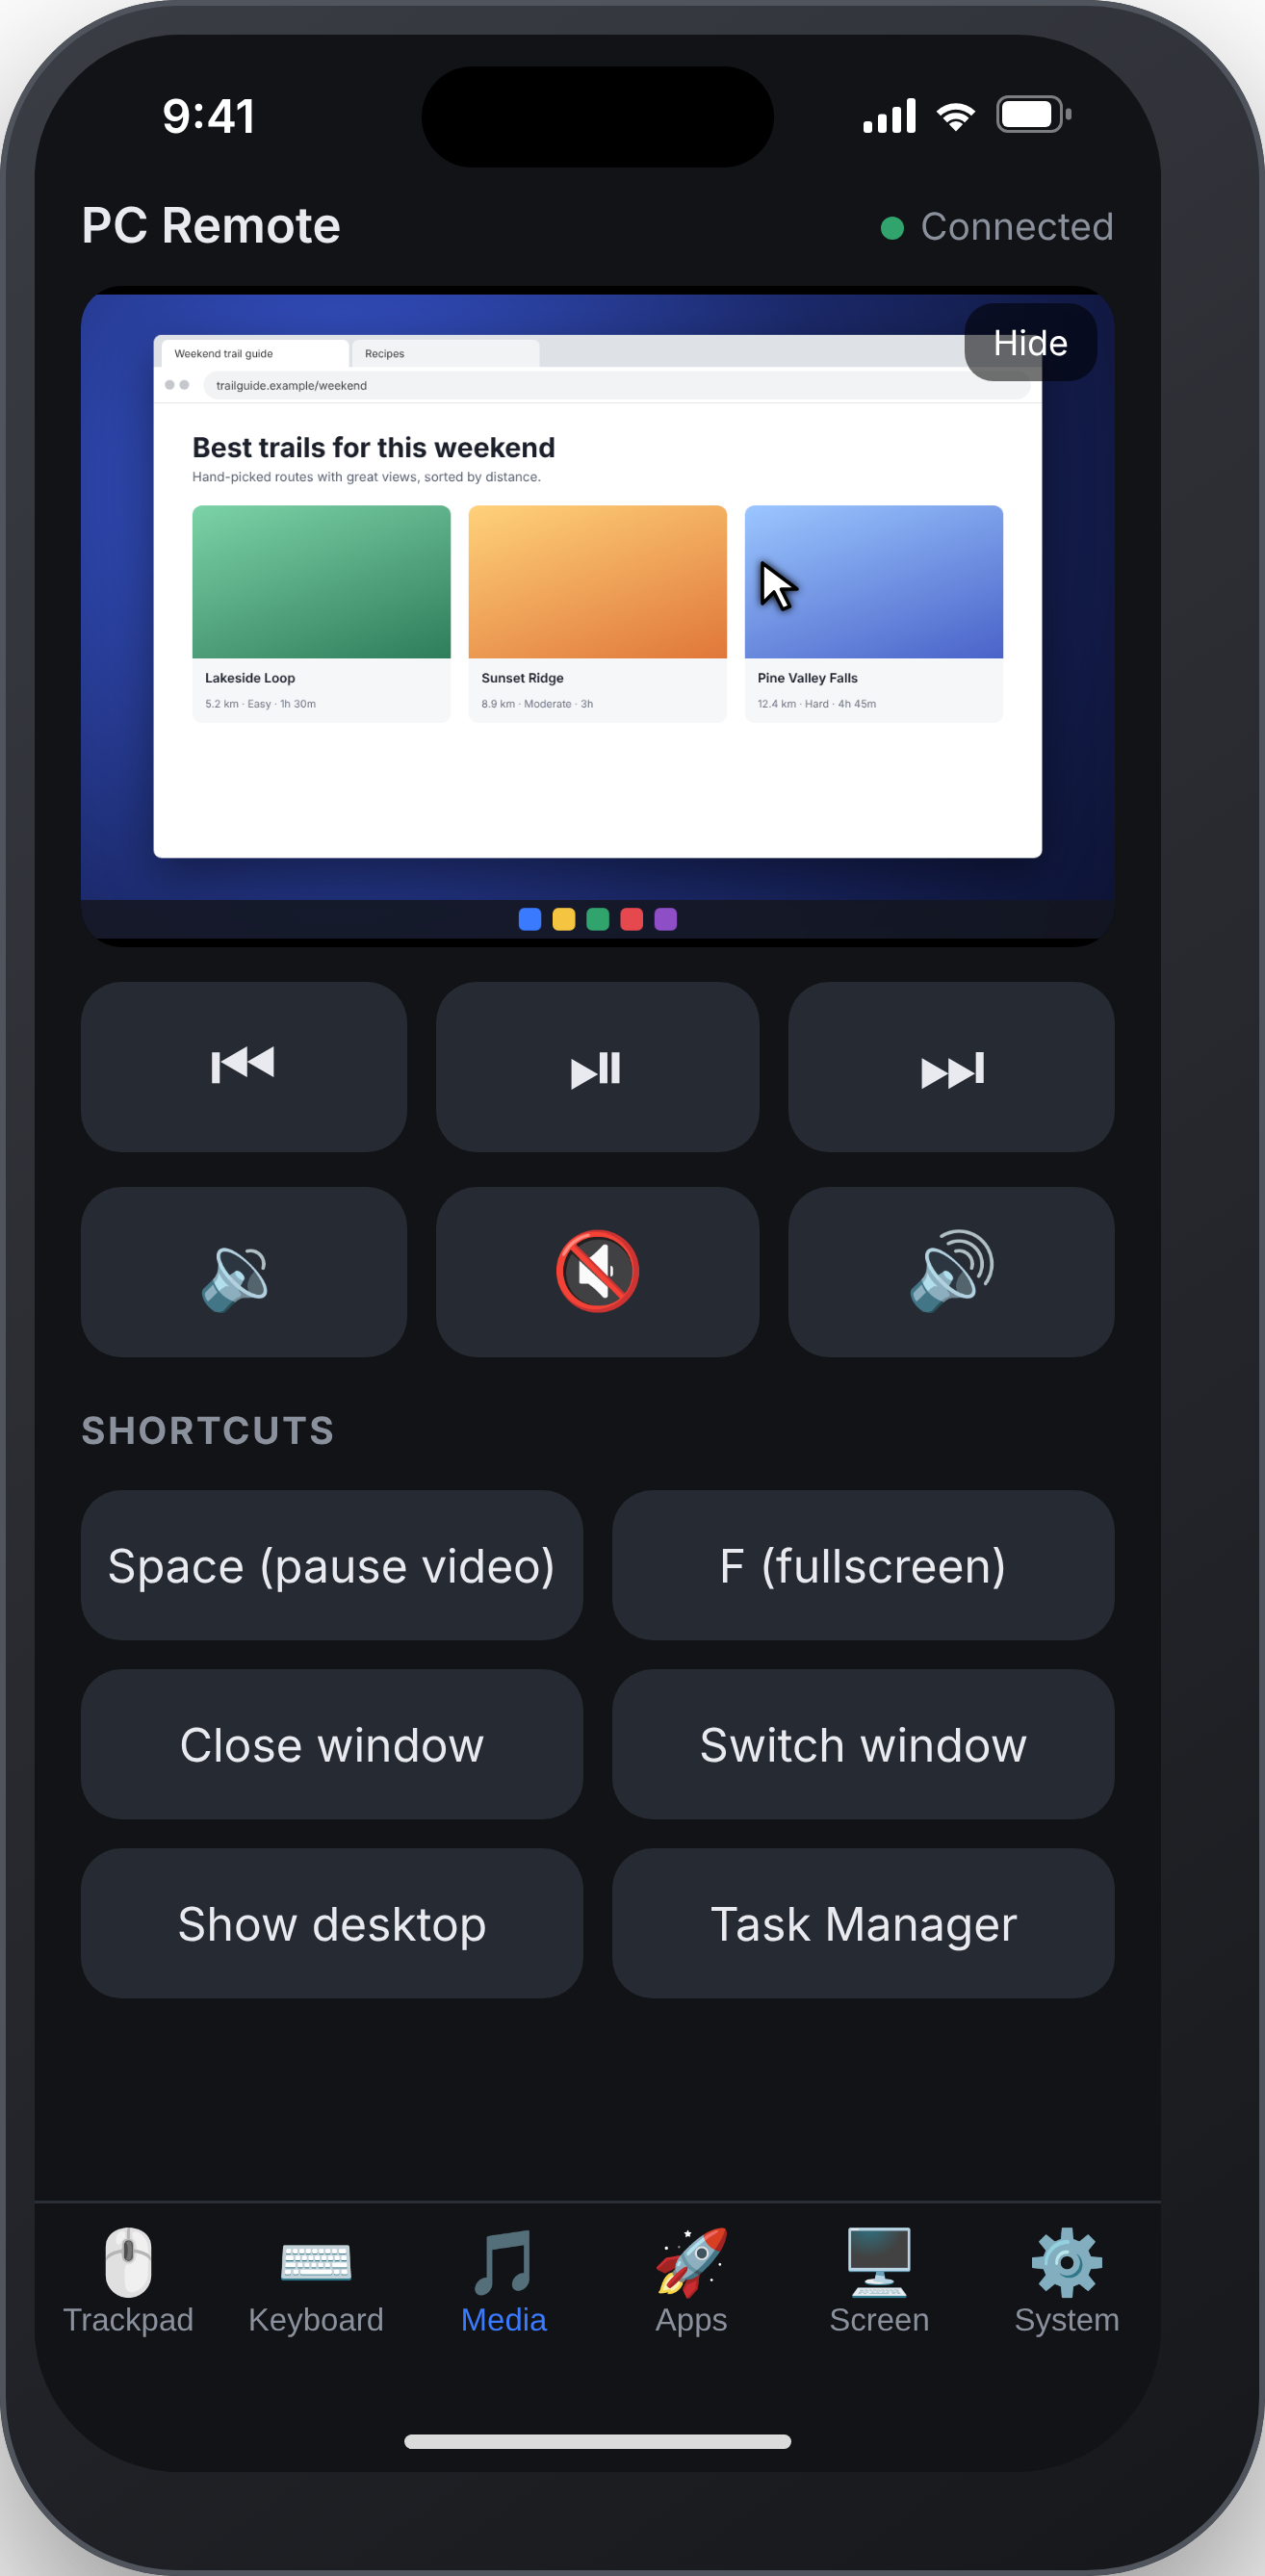 9:41
PC Remote
Connected
Hide
Weekend trail guide
Recipes
trailguide.example/weekend
Best trails for this weekend
Hand-picked routes with great views, sorted by distance.
Lakeside Loop
5.2 km · Easy · 1h 30m
Sunset Ridge
8.9 km · Moderate · 3h
Pine Valley Falls
12.4 km · Hard · 4h 45m
SHORTCUTS
Space (pause video)
F (fullscreen)
Close window
Switch window
Show desktop
Task Manager
Trackpad
Keyboard
Media
Apps
Screen
System